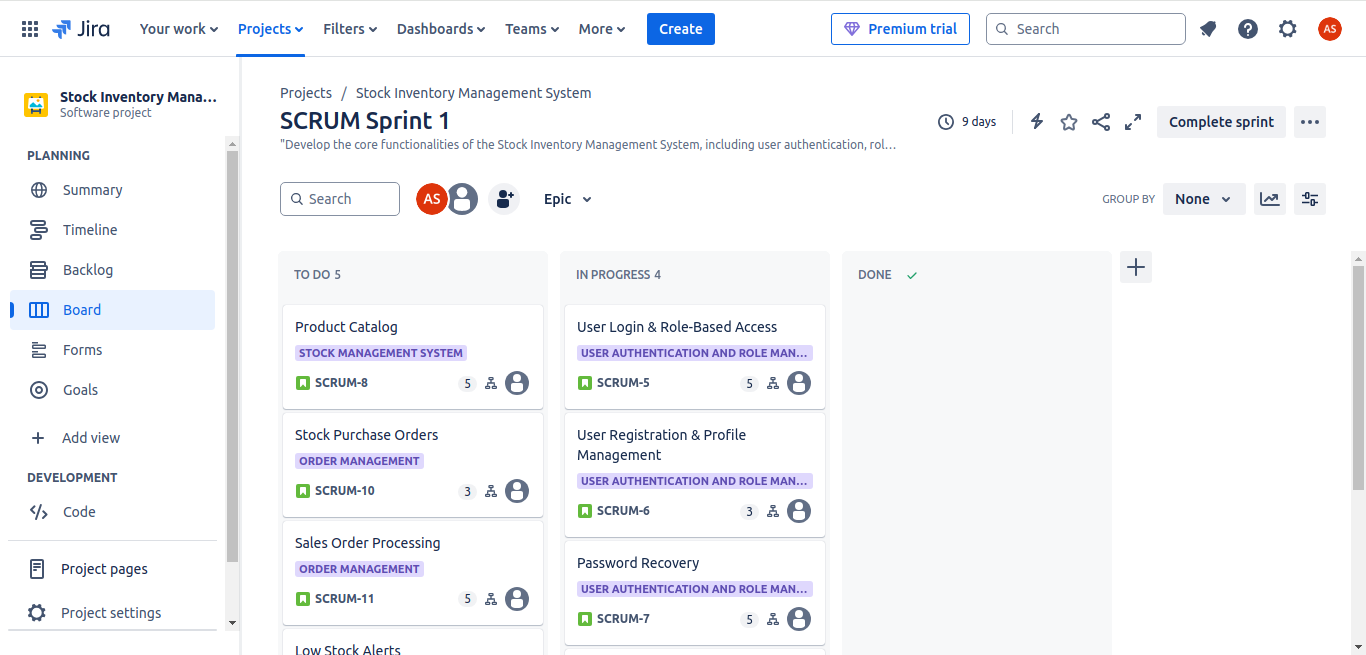 Jira
Your work
Projects
Filters
Dashboards
Teams
More
Create
Premium trial
Search
AS
Stock Inventory Mana...
Software project
PLANNING
Summary
Timeline
Backlog
Board
Forms
Goals
Add view
DEVELOPMENT
Code
Project pages
Project settings
Projects / Stock Inventory Management System
SCRUM Sprint 1
"Develop the core functionalities of the Stock Inventory Management System, including user authentication, rol...
9 days
Complete sprint
Search
AS
Epic
GROUP BY
None
TO DO 5
Product Catalog
STOCK MANAGEMENT SYSTEM
SCRUM-8 5
Stock Purchase Orders
ORDER MANAGEMENT
SCRUM-10 3
Sales Order Processing
ORDER MANAGEMENT
SCRUM-11 5
Low Stock Alerts
IN PROGRESS 4
User Login & Role-Based Access
USER AUTHENTICATION AND ROLE MAN...
SCRUM-5 5
User Registration & Profile
Management
USER AUTHENTICATION AND ROLE MAN...
SCRUM-6 3
Password Recovery
USER AUTHENTICATION AND ROLE MAN...
SCRUM-7 5
DONE